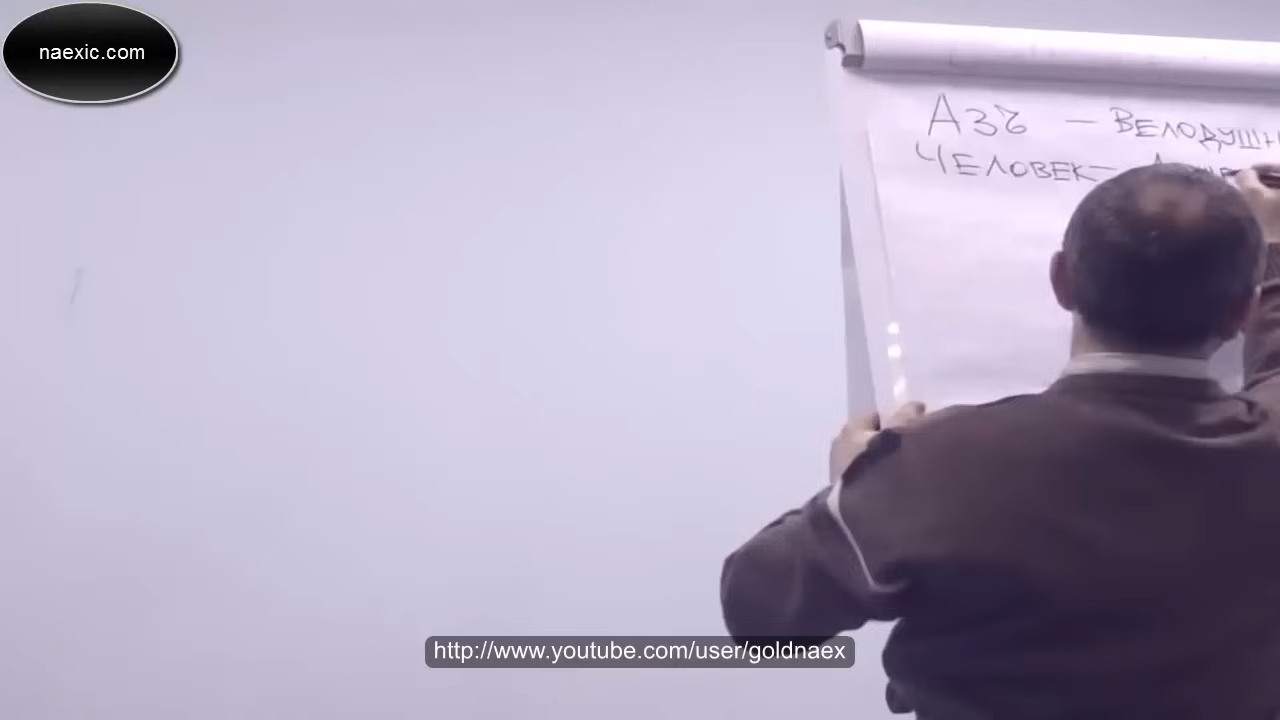 naexic.com
АЗЪ – ВЕЛОДУШН
ЧЕЛОВЕК–
http://www.youtube.com/user/goldnaex